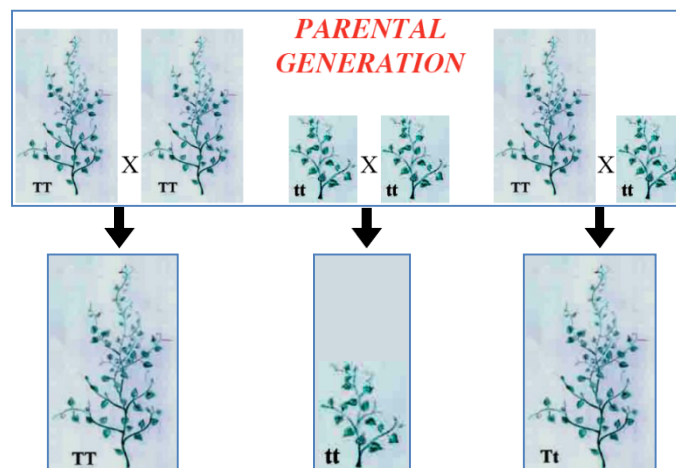 PARENTAL
GENERATION
TT X TT
tt X tt
TT X tt
TT
tt
Tt